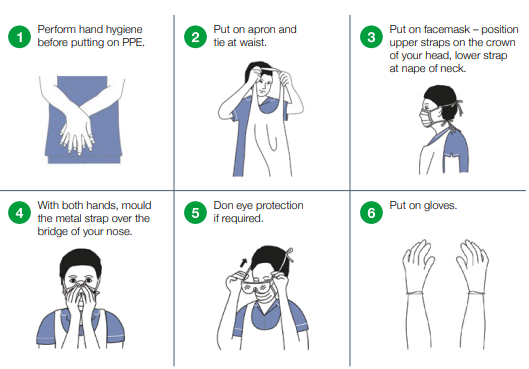 1
Perform hand hygiene
before putting on PPE.
2
Put on apron and
tie at waist.
3
Put on facemask – position
upper straps on the crown
of your head, lower strap
at nape of neck.
4
With both hands, mould
the metal strap over the
bridge of your nose.
5
Don eye protection
if required.
6
Put on gloves.